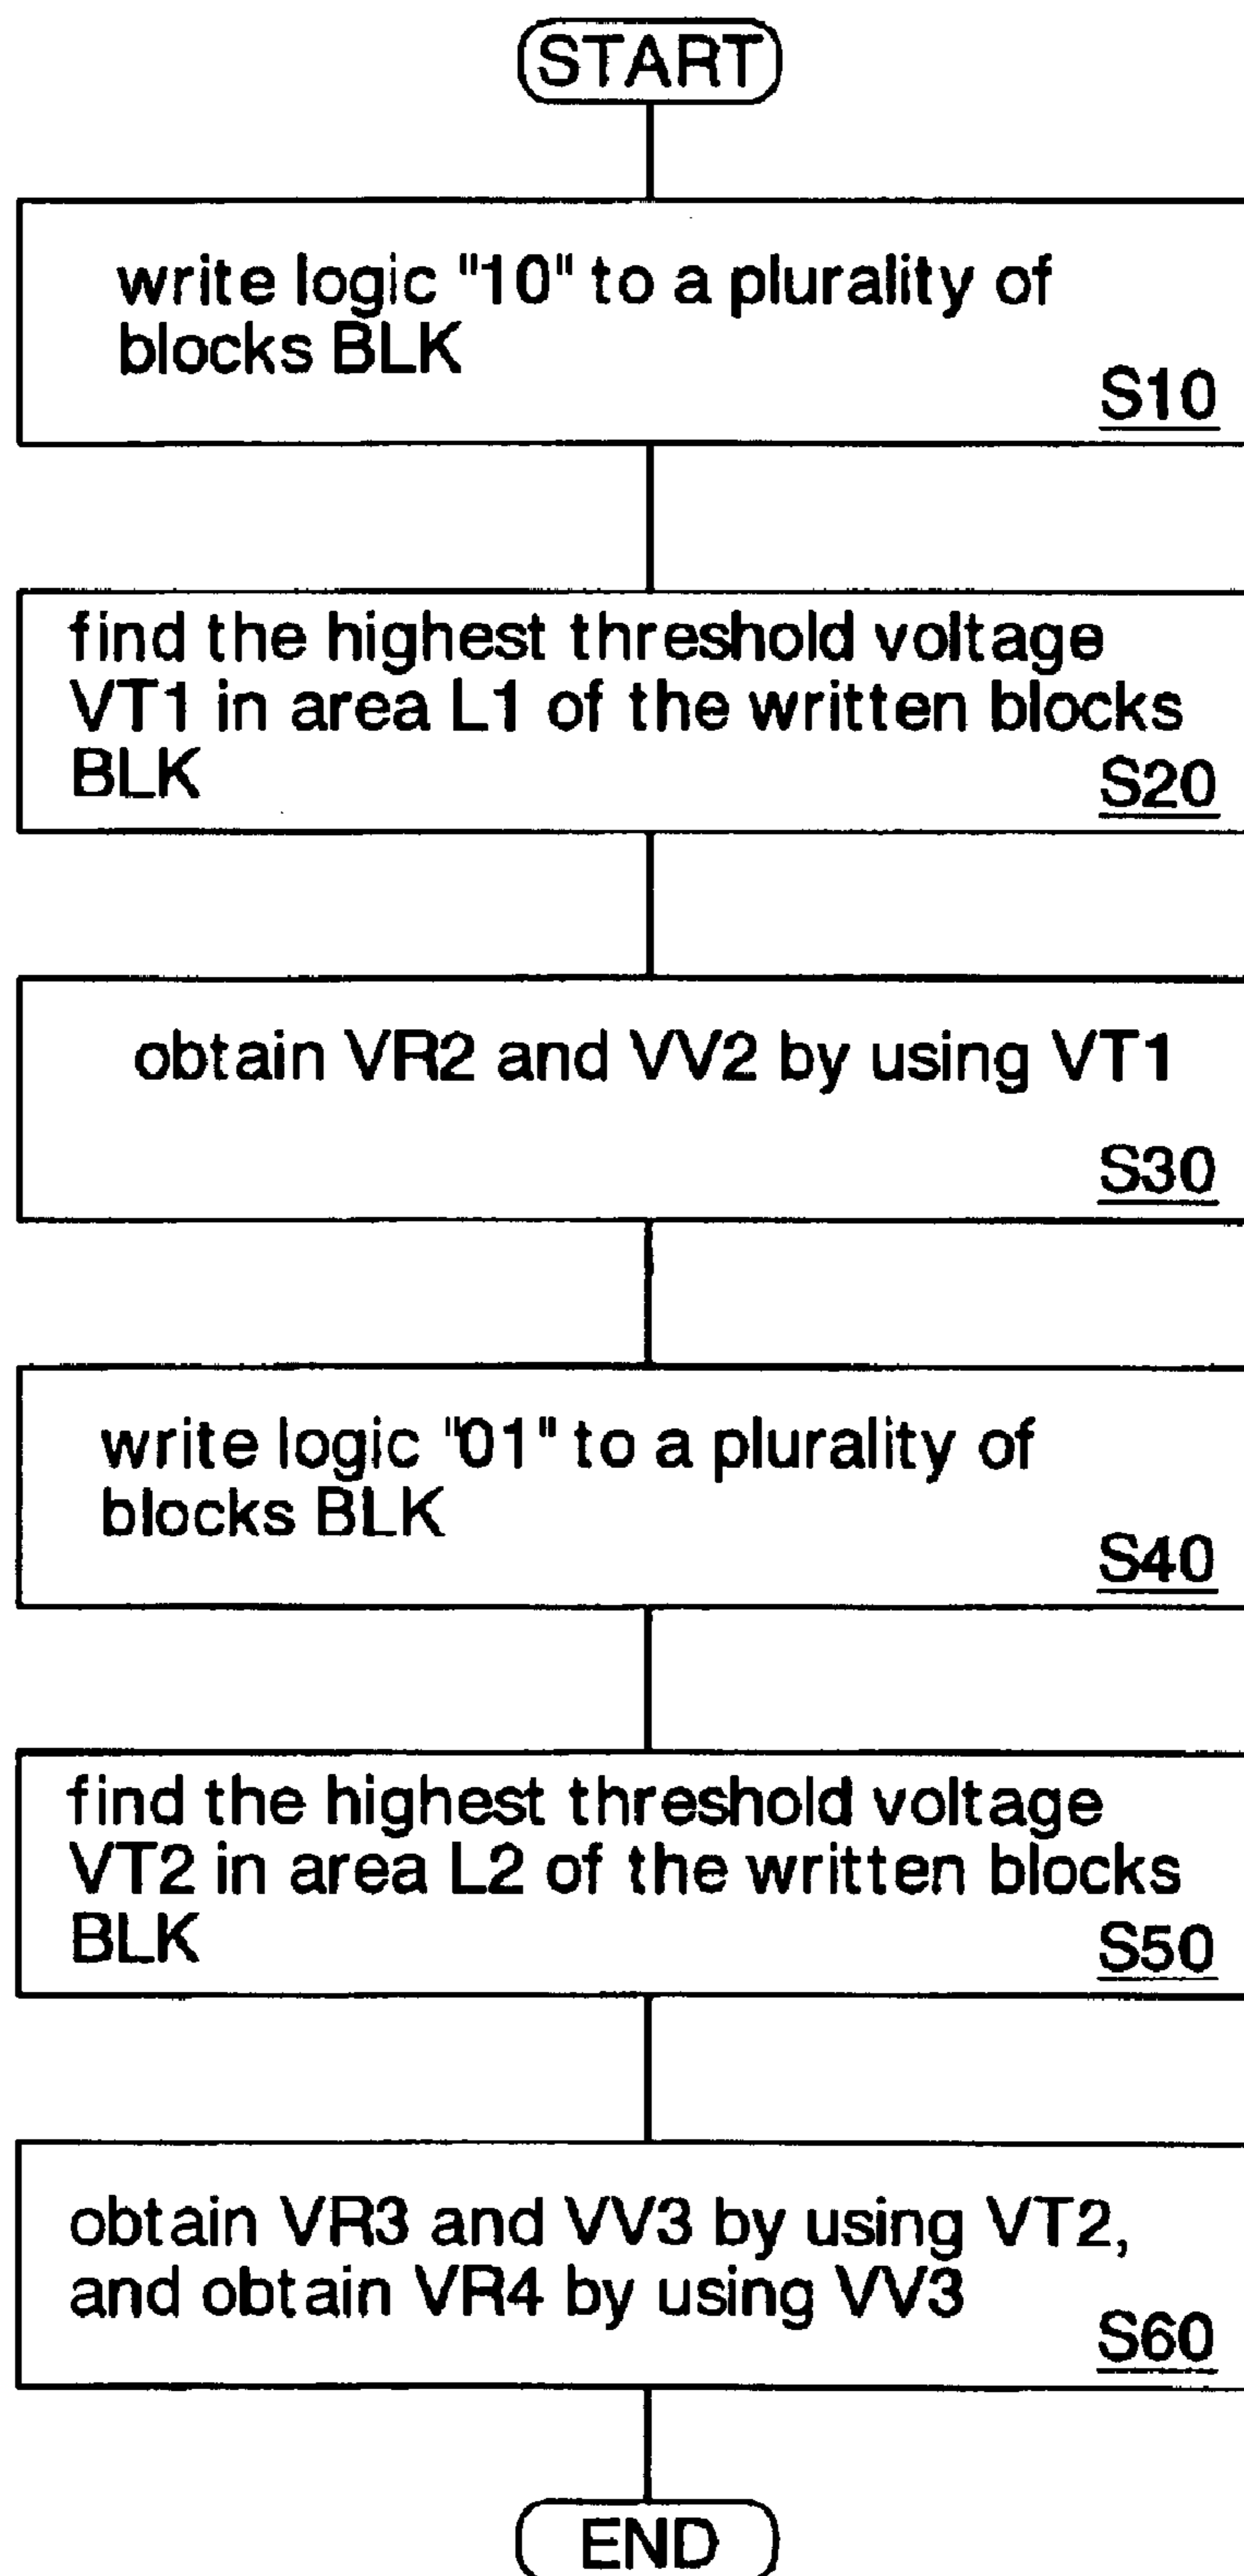 START
write logic "10" to a plurality of
blocks BLK
S10
find the highest threshold voltage
VT1 in area L1 of the written blocks
BLK
S20
obtain VR2 and VV2 by using VT1
S30
write logic "01" to a plurality of
blocks BLK
S40
find the highest threshold voltage
VT2 in area L2 of the written blocks
BLK
S50
obtain VR3 and VV3 by using VT2,
and obtain VR4 by using VV3
S60
END